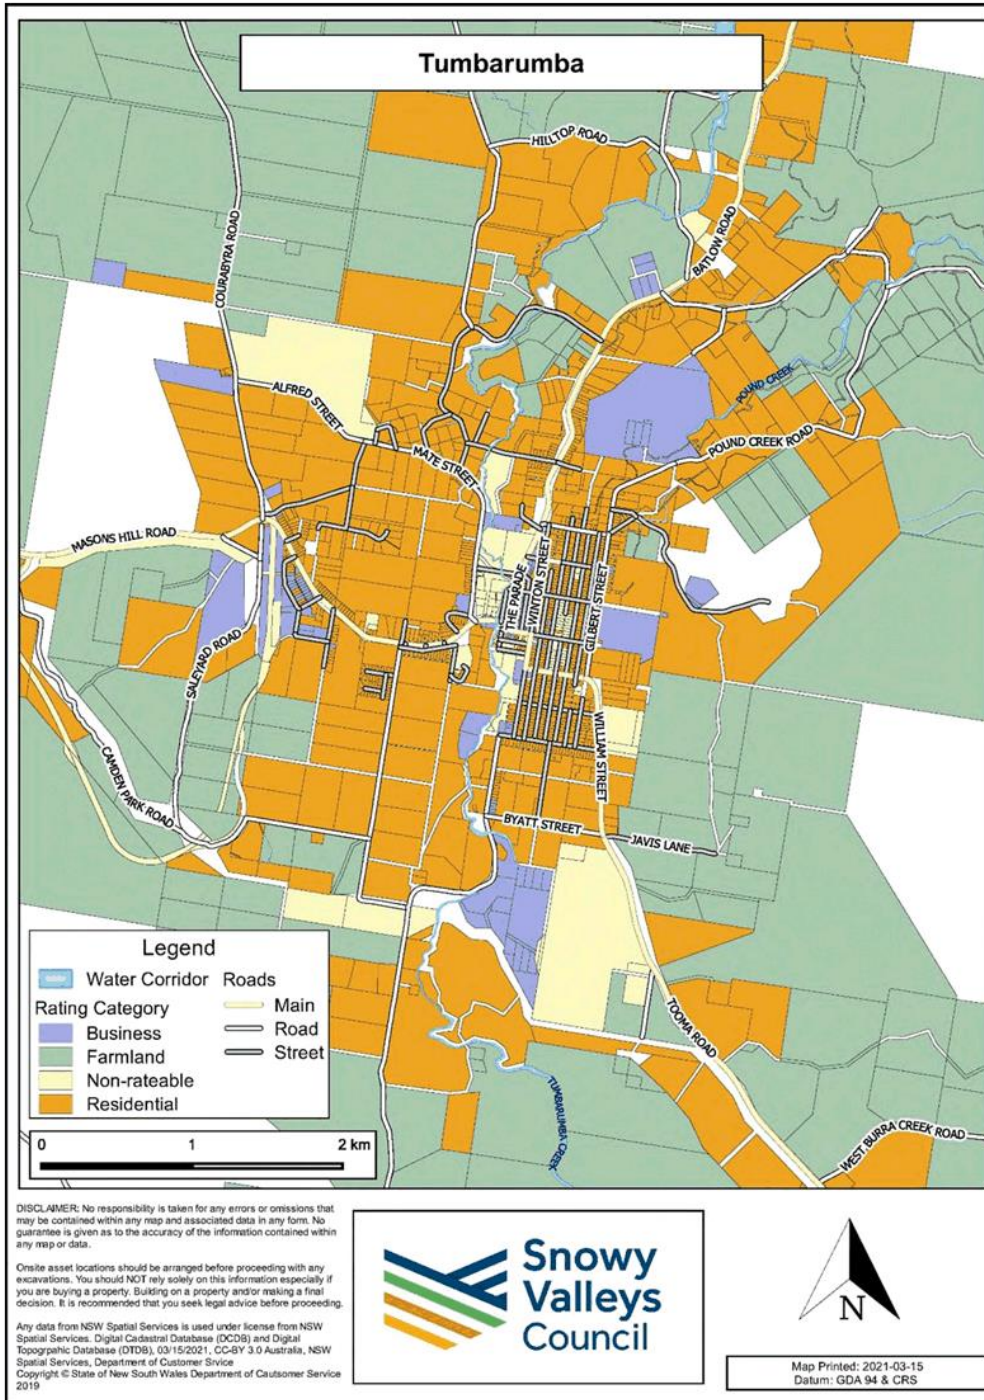 Tumbarumba
HILLTOP ROAD
COURABYRA ROAD
BATLOW ROAD
ALFRED STREET
POUND CREEK
POUND CREEK ROAD
MATE STREET
MASONS HILL ROAD
THE PARADE
WINTON STREET
GILBERT STREET
SALEYARD ROAD
CAMDEN PARK ROAD
WILLIAM STREET
BYATT STREET
JAVIS LANE
TOOMA ROAD
TUMBARUMBA CREEK
WEST BURRA CREEK ROAD
Legend
Water Corridor Roads
Rating Category Main
Business Road
Farmland Street
Non-rateable
Residential
0 1 2 km
DISCLAIMER: No responsibility is taken for any errors or omissions that
may be contained within any map and associated data in any form. No
guarantee is given as to the accuracy of the information contained within
any map or data.
Onsite asset locations should be arranged before proceeding with any
excavations. You should NOT rely solely on this information especially if
you are buying a property. Building on a property and/or making a final
decision. It is recommended that you seek legal advice before proceeding.
Any data from NSW Spatial Services is used under license from NSW
Spatial Services. Digital Cadastral Database (DCDB) and Digital
Topogrpahic Database (DTDB), 03/15/2021, CC-BY 3.0 Australia, NSW
Spatial Services, Department of Customer Srvice
Copyright © State of New South Wales Department of Cautsomer Service
2019
Snowy
Valleys
Council
N
Map Printed: 2021-03-15
Datum: GDA 94 & CRS